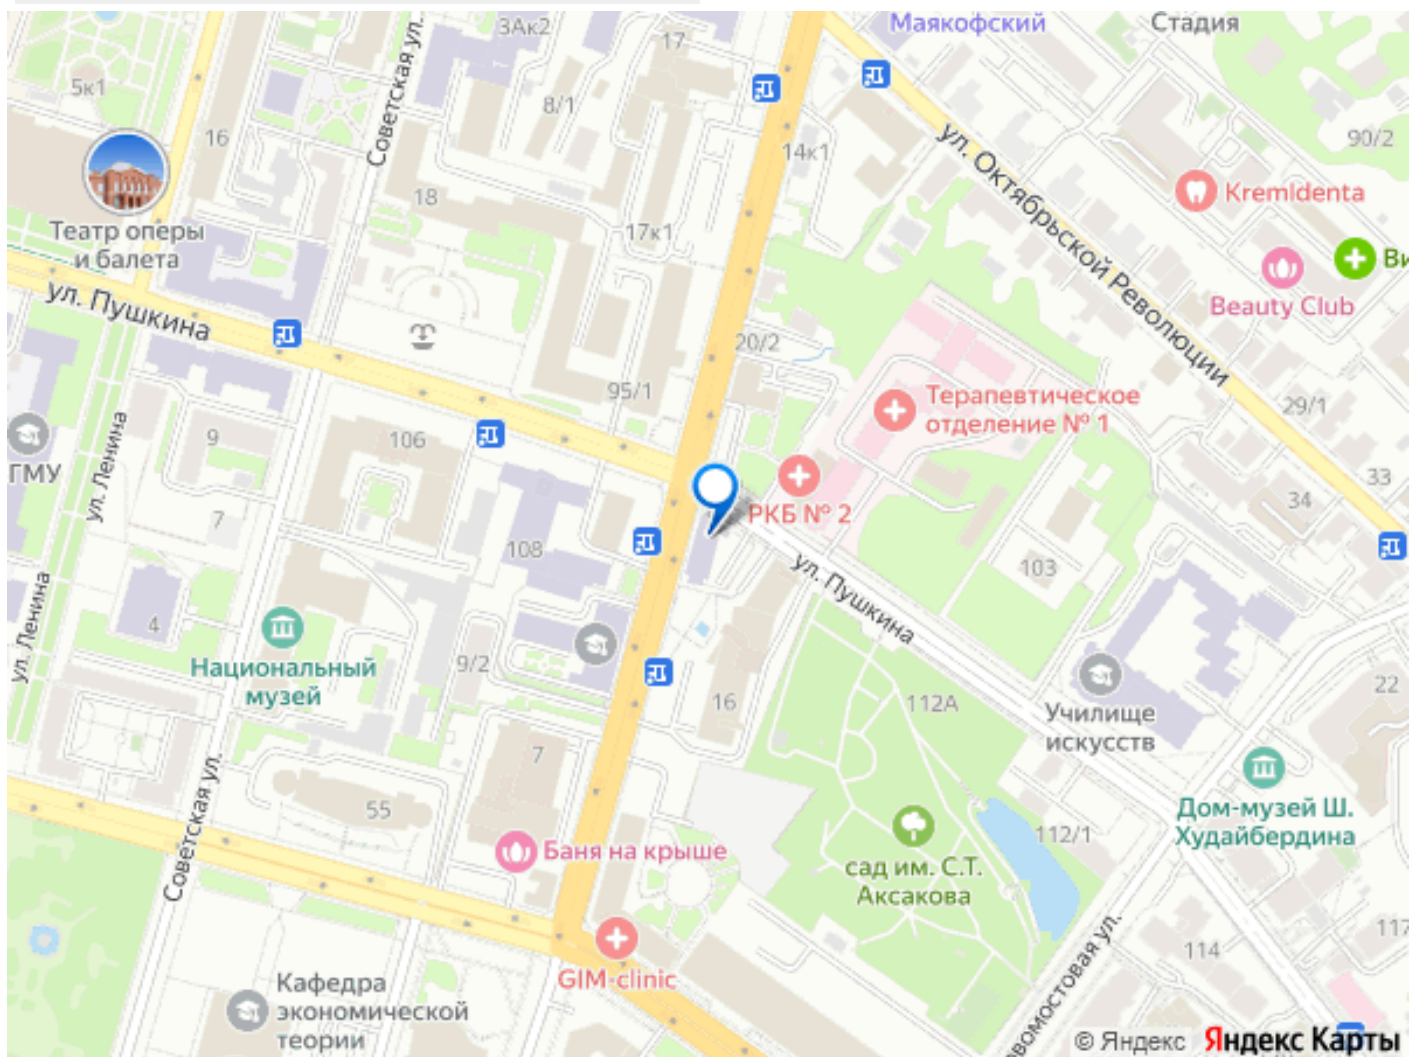 Маякофский
Стадия
3Ак2
17
5к1
Советская ул.
8/1
16
14к1
90/2
ул. Октябрьской Революции
KremIdenta
18
Театр оперы
и балета
17к1
Ви
Beauty Club
ул. Пушкина
20/2
95/1
Терапевтическое
отделение № 1
29/1
ГМУ
ул. Ленина
9
106
33
34
РКБ № 2
7
108
103
ул. Пушкина
ул. Ленина
4
Национальный
музей
9/2
16
112А
22
Училище
искусств
7
55
Советская ул.
Дом-музей Ш.
Худайбердина
112/1
Баня на крыше
сад им. С.Т.
Аксакова
117
114
GIM-clinic
овомостовая ул.
Кафедра
экономической
теории
© Яндекс Яндекс Карты